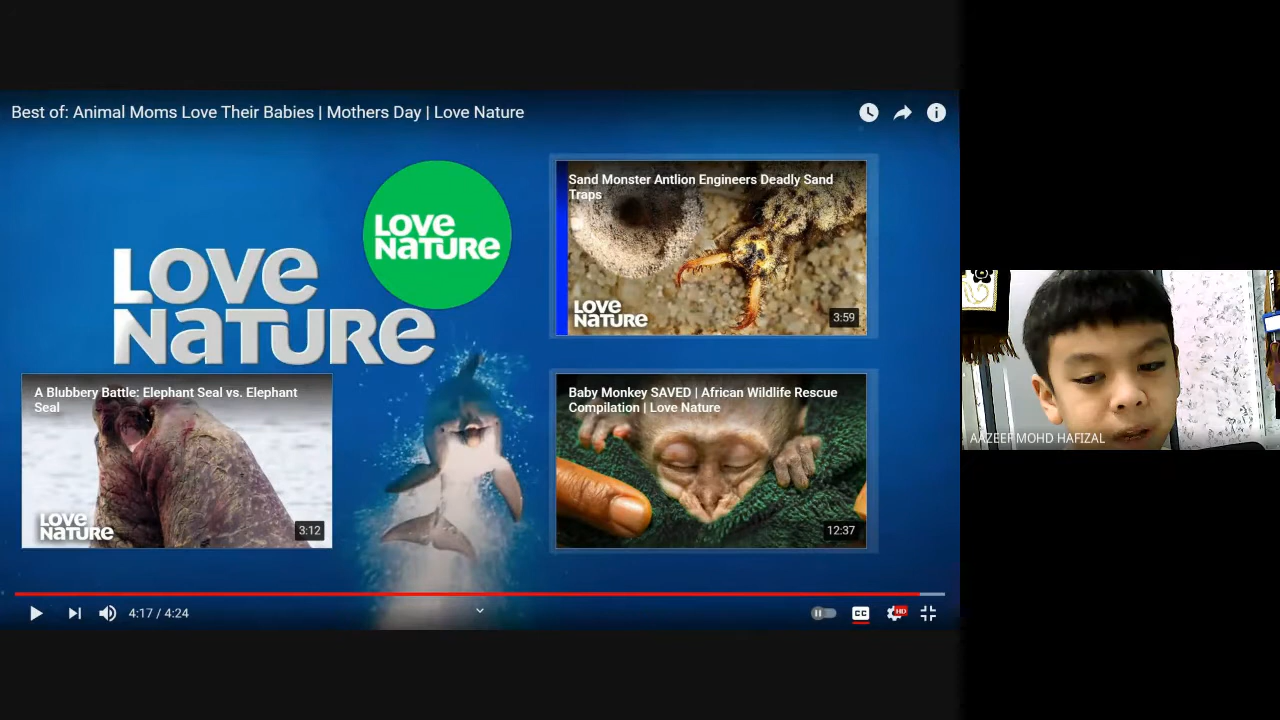 Best of: Animal Moms Love Their Babies | Mothers Day | Love Nature
LOVE
NATURE
LOVE
NATURE
Sand Monster Antlion Engineers Deadly Sand
Traps
LOVE
NATURE
3:59
A Blubbery Battle: Elephant Seal vs. Elephant
Seal
LOVE
NATURE
3:12
Baby Monkey SAVED | African Wildlife Rescue
Compilation | Love Nature
12:37
4:17 / 4:24
CC
HD
AAZEEF MOHD HAFIZAL